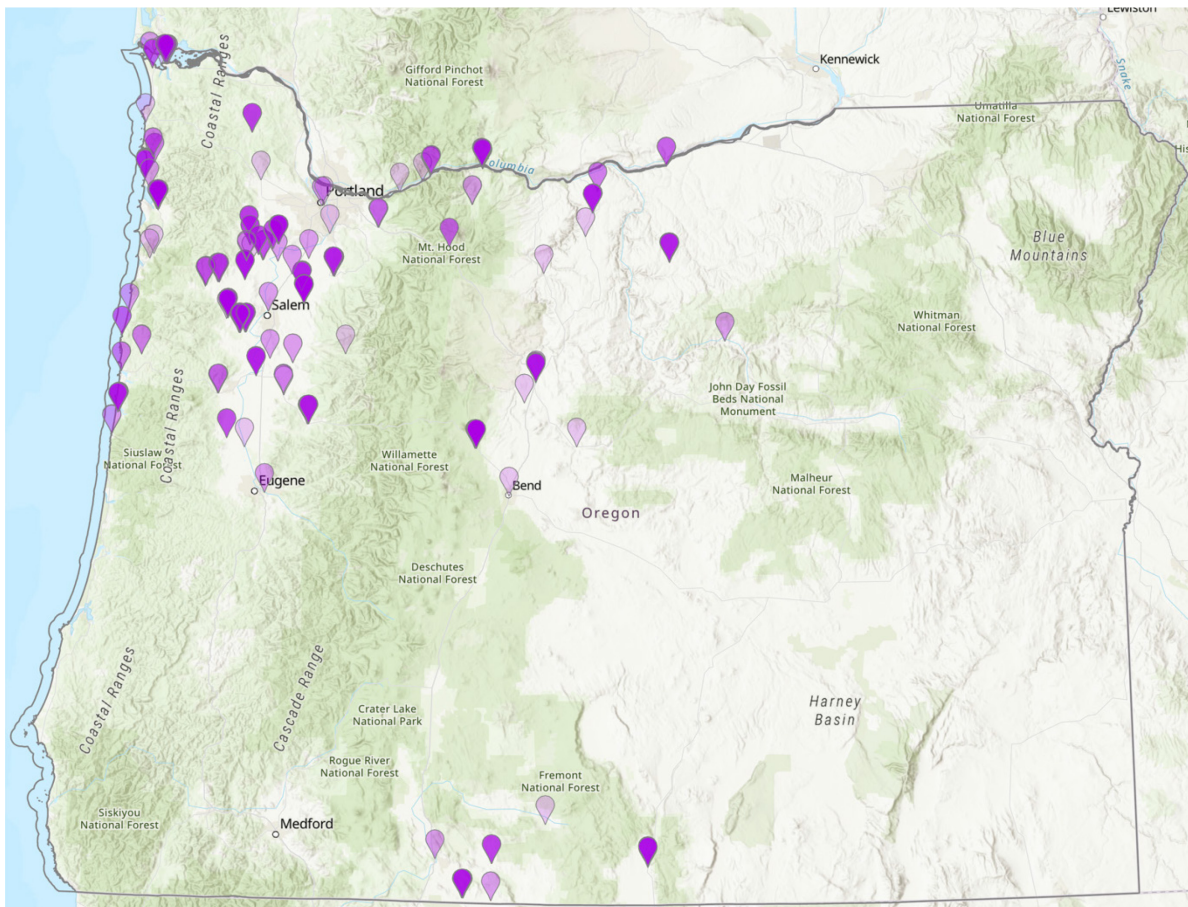 Lewiston
Kennewick
Snake
Gifford Pinchot
National Forest
Coastal Ranges
Umatilla
National Forest
His
olumbia
Portland
Mt. Hood
National Forest
Blue
Mountains
Salem
Whitman
National Forest
John Day Fossil
Beds National
Monument
Coastal Ranges
Siuslaw
National Forest
Willamette
National Forest
Eugene
Bend
Malheur
National Forest
Oregon
Deschutes
National Forest
Coastal Ranges
Cascade Range
Crater Lake
National Park
Harney
Basin
Rogue River
National Forest
Fremont
National Forest
Siskiyou
National Forest
Medford